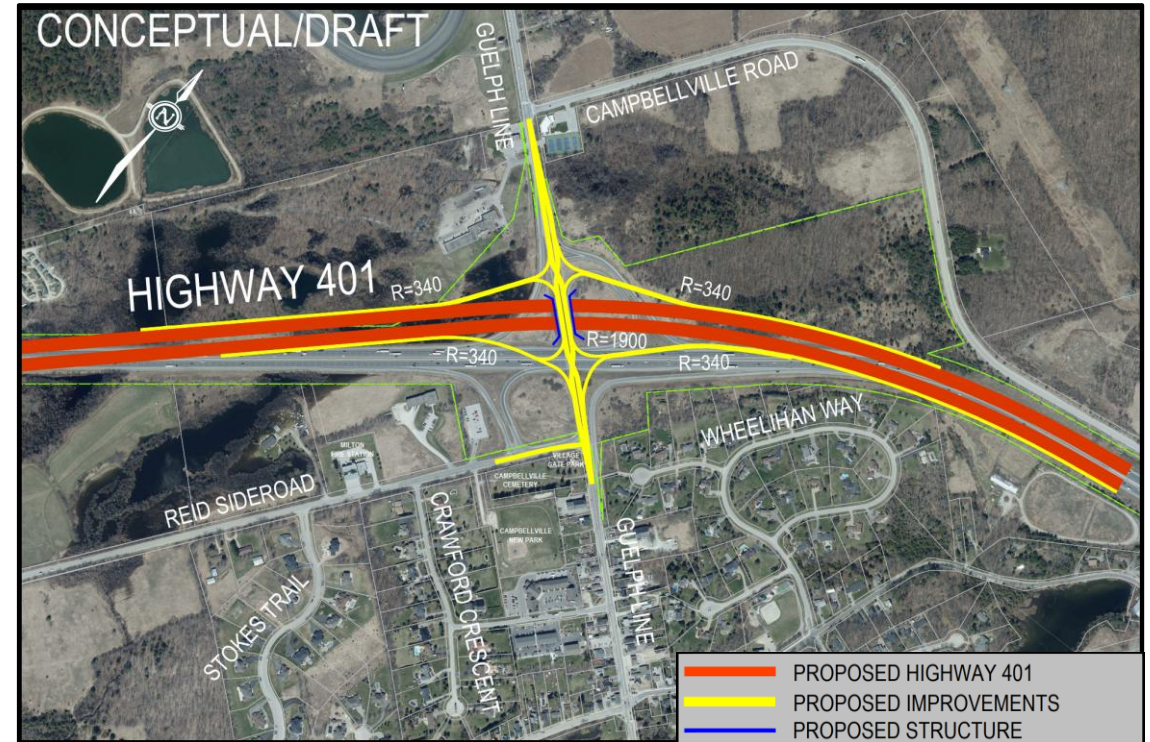 CONCEPTUAL/DRAFT
GUELPH LINE
CAMPBELLVILLE ROAD
N
HIGHWAY 401
R=340
R=340
R=1900
R=340
R=340
WHEELIHAN WAY
MILTON
FIRE STATION
VILLAGE
GATE PARK
CAMPBELLVILLE
CEMETERY
REID SIDEROAD
CAMPBELLVILLE
NEW PARK
CRAWFORD CRESCENT
GUELPH LINE
STOKES TRAIL
PROPOSED HIGHWAY 401
PROPOSED IMPROVEMENTS
PROPOSED STRUCTURE